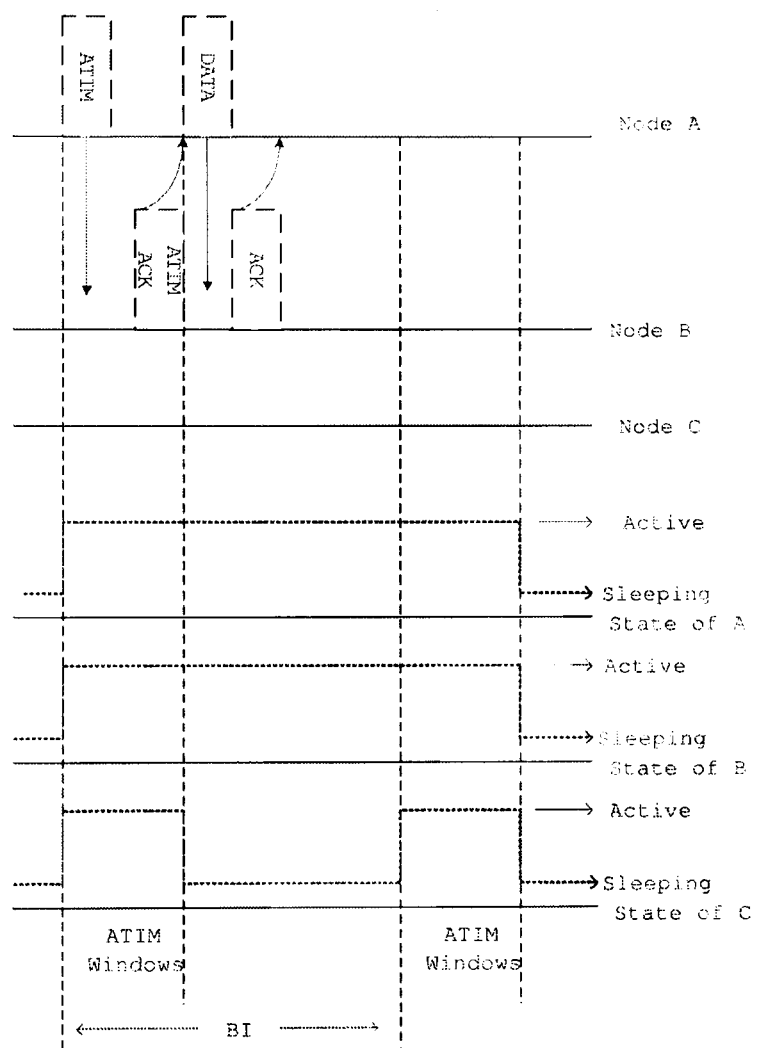 ATIM
DATA
Node A
ATIM
ACK
ACK
Node B
Node C
Active
Sleeping
State of A
Active
Sleeping
State of B
Active
Sleeping
State of C
ATIM
Windows
ATIM
Windows
BI